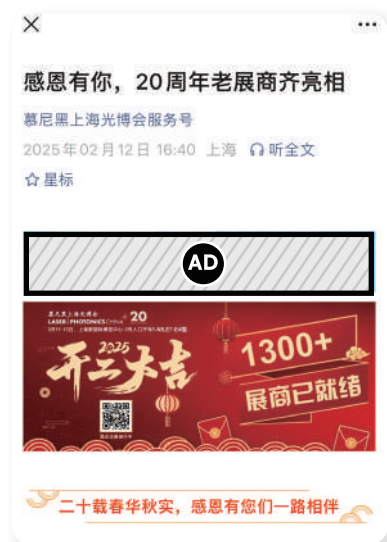 感恩有你，20周年老展商齐亮相
慕尼黑上海光博会服务号
2025年02月12日 16:40 上海 听全文
星标
AD
慕尼黑上海光博会
LASER PHOTONICS CHINA 20
2025
开工大吉
1300+
展商已就绪
二十载春华秋实，感恩有您们一路相伴